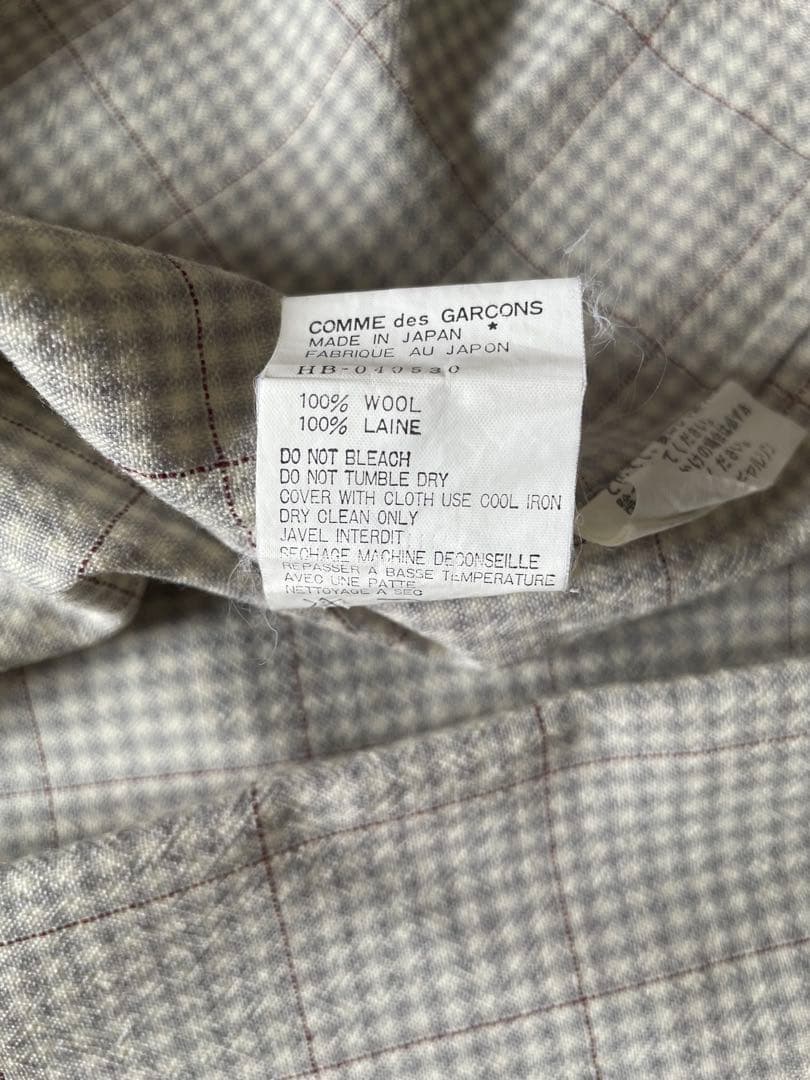 COMME des GARCONS
*
MADE IN JAPAN
FABRIQUE AU JAPON
HB-040530
100% WOOL
100% LAINE
DO NOT BLEACH
DO NOT TUMBLE DRY
COVER WITH CLOTH USE COOL IRON
DRY CLEAN ONLY
JAVEL INTERDIT
SECHAGE MACHINE DECONSEILLE
REPASSER A BASSE TEMPERATURE
AVEC UNE PATTE
NETTOYAGE A SEC